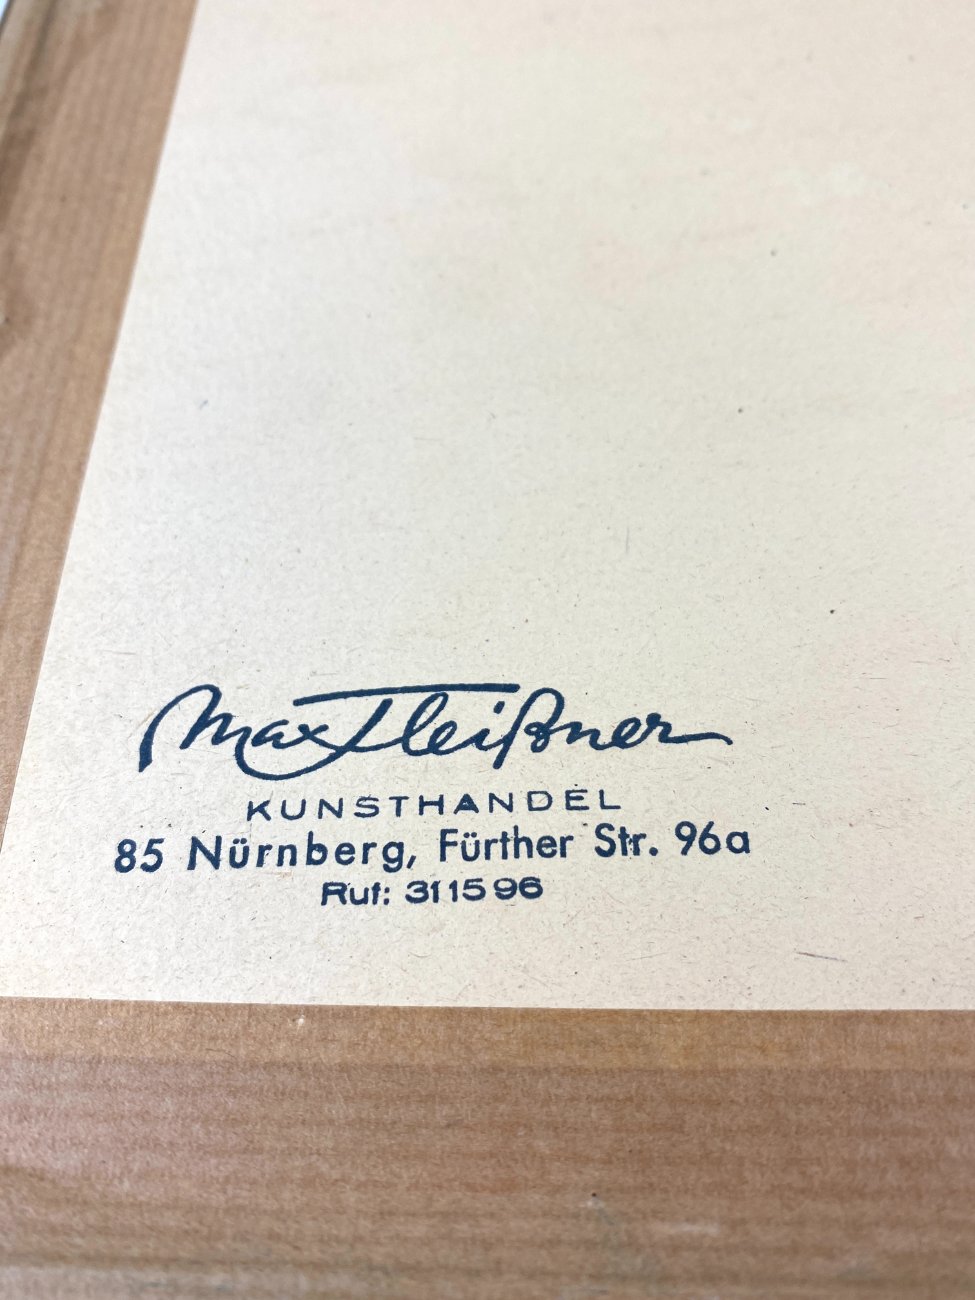 Max Fleißner
KUNSTHANDEL
85 Nürnberg, Fürther Str. 96a
Ruf: 311596